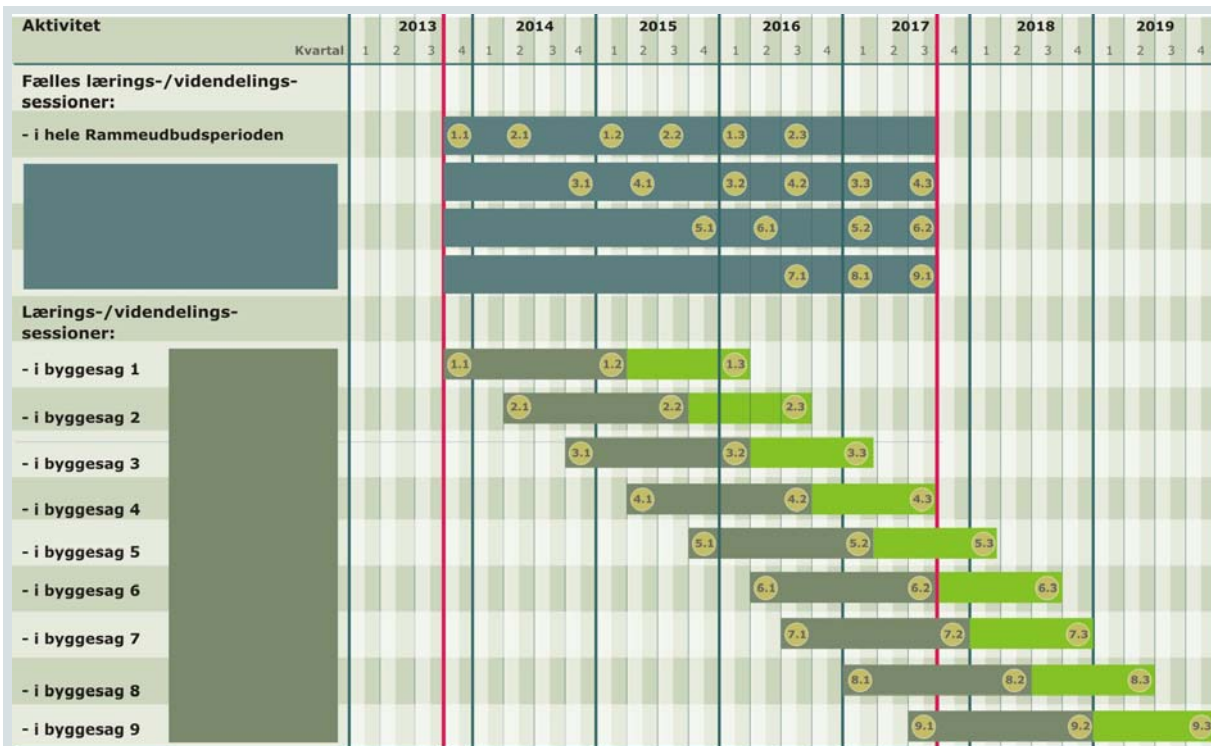 Aktivitet 2013 2014 2015 2016 2017 2018 2019
Kvartal 1 2 3 4 1 2 3 4 1 2 3 4 1 2 3 4 1 2 3 4 1 2 3 4 1 2 3 4
Fælles lærings-/videndelings-
sessioner:
- i hele Rammeudbudsperioden 1.1 2.1 1.2 2.2 1.3 2.3
3.1 4.1 3.2 4.2 3.3 4.3
5.1 6.1 5.2 6.2
7.1 8.1 9.1
Lærings-/videndelings-
sessioner:
- i byggesag 1 1.1 1.2 1.3
- i byggesag 2 2.1 2.2 2.3
- i byggesag 3 3.1 3.2 3.3
- i byggesag 4 4.1 4.2 4.3
- i byggesag 5 5.1 5.2 5.3
- i byggesag 6 6.1 6.2 6.3
- i byggesag 7 7.1 7.2 7.3
- i byggesag 8 8.1 8.2 8.3
- i byggesag 9 9.1 9.2 9.3